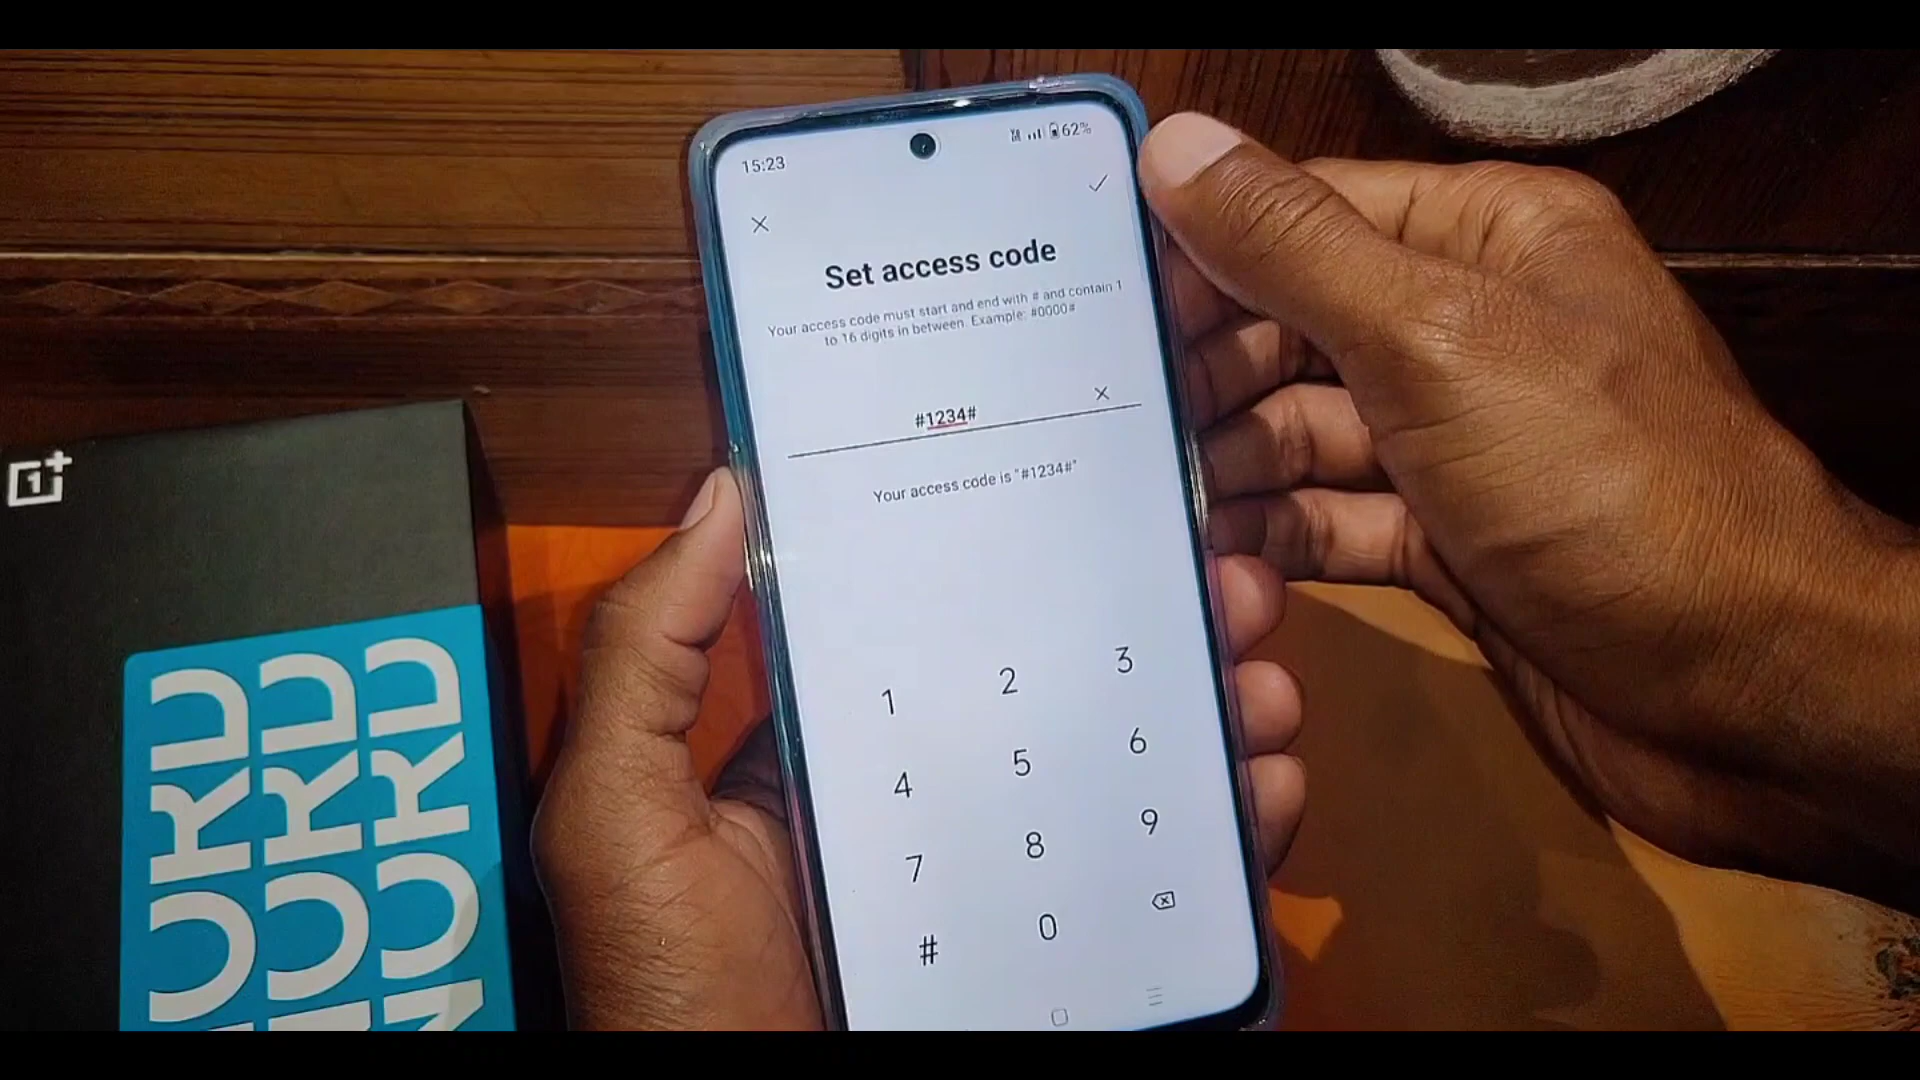 15:23
62%
Set access code
Your access code must start and end with # and contain 1
to 16 digits in between. Example: #0000#
#1234#
Your access code is "#1234#"
1 2 3
4 5 6
7 8 9
# 0
1+
NORD
NORD
NORD